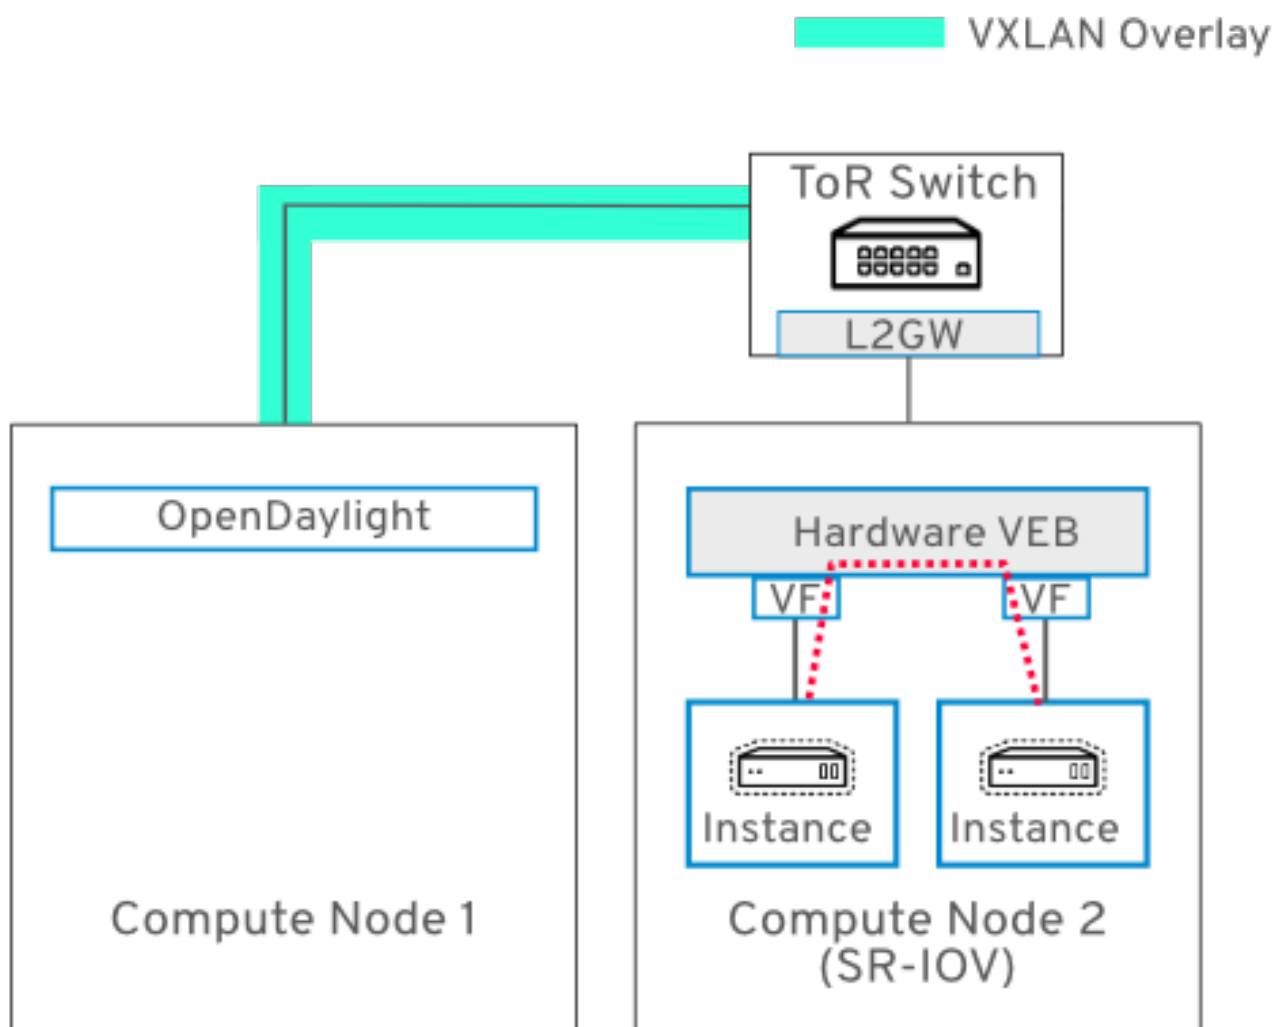 VXLAN Overlay
ToR Switch
L2GW
OpenDaylight
Hardware VEB
VF
VF
Instance
Instance
Compute Node 1
Compute Node 2
(SR-IOV)